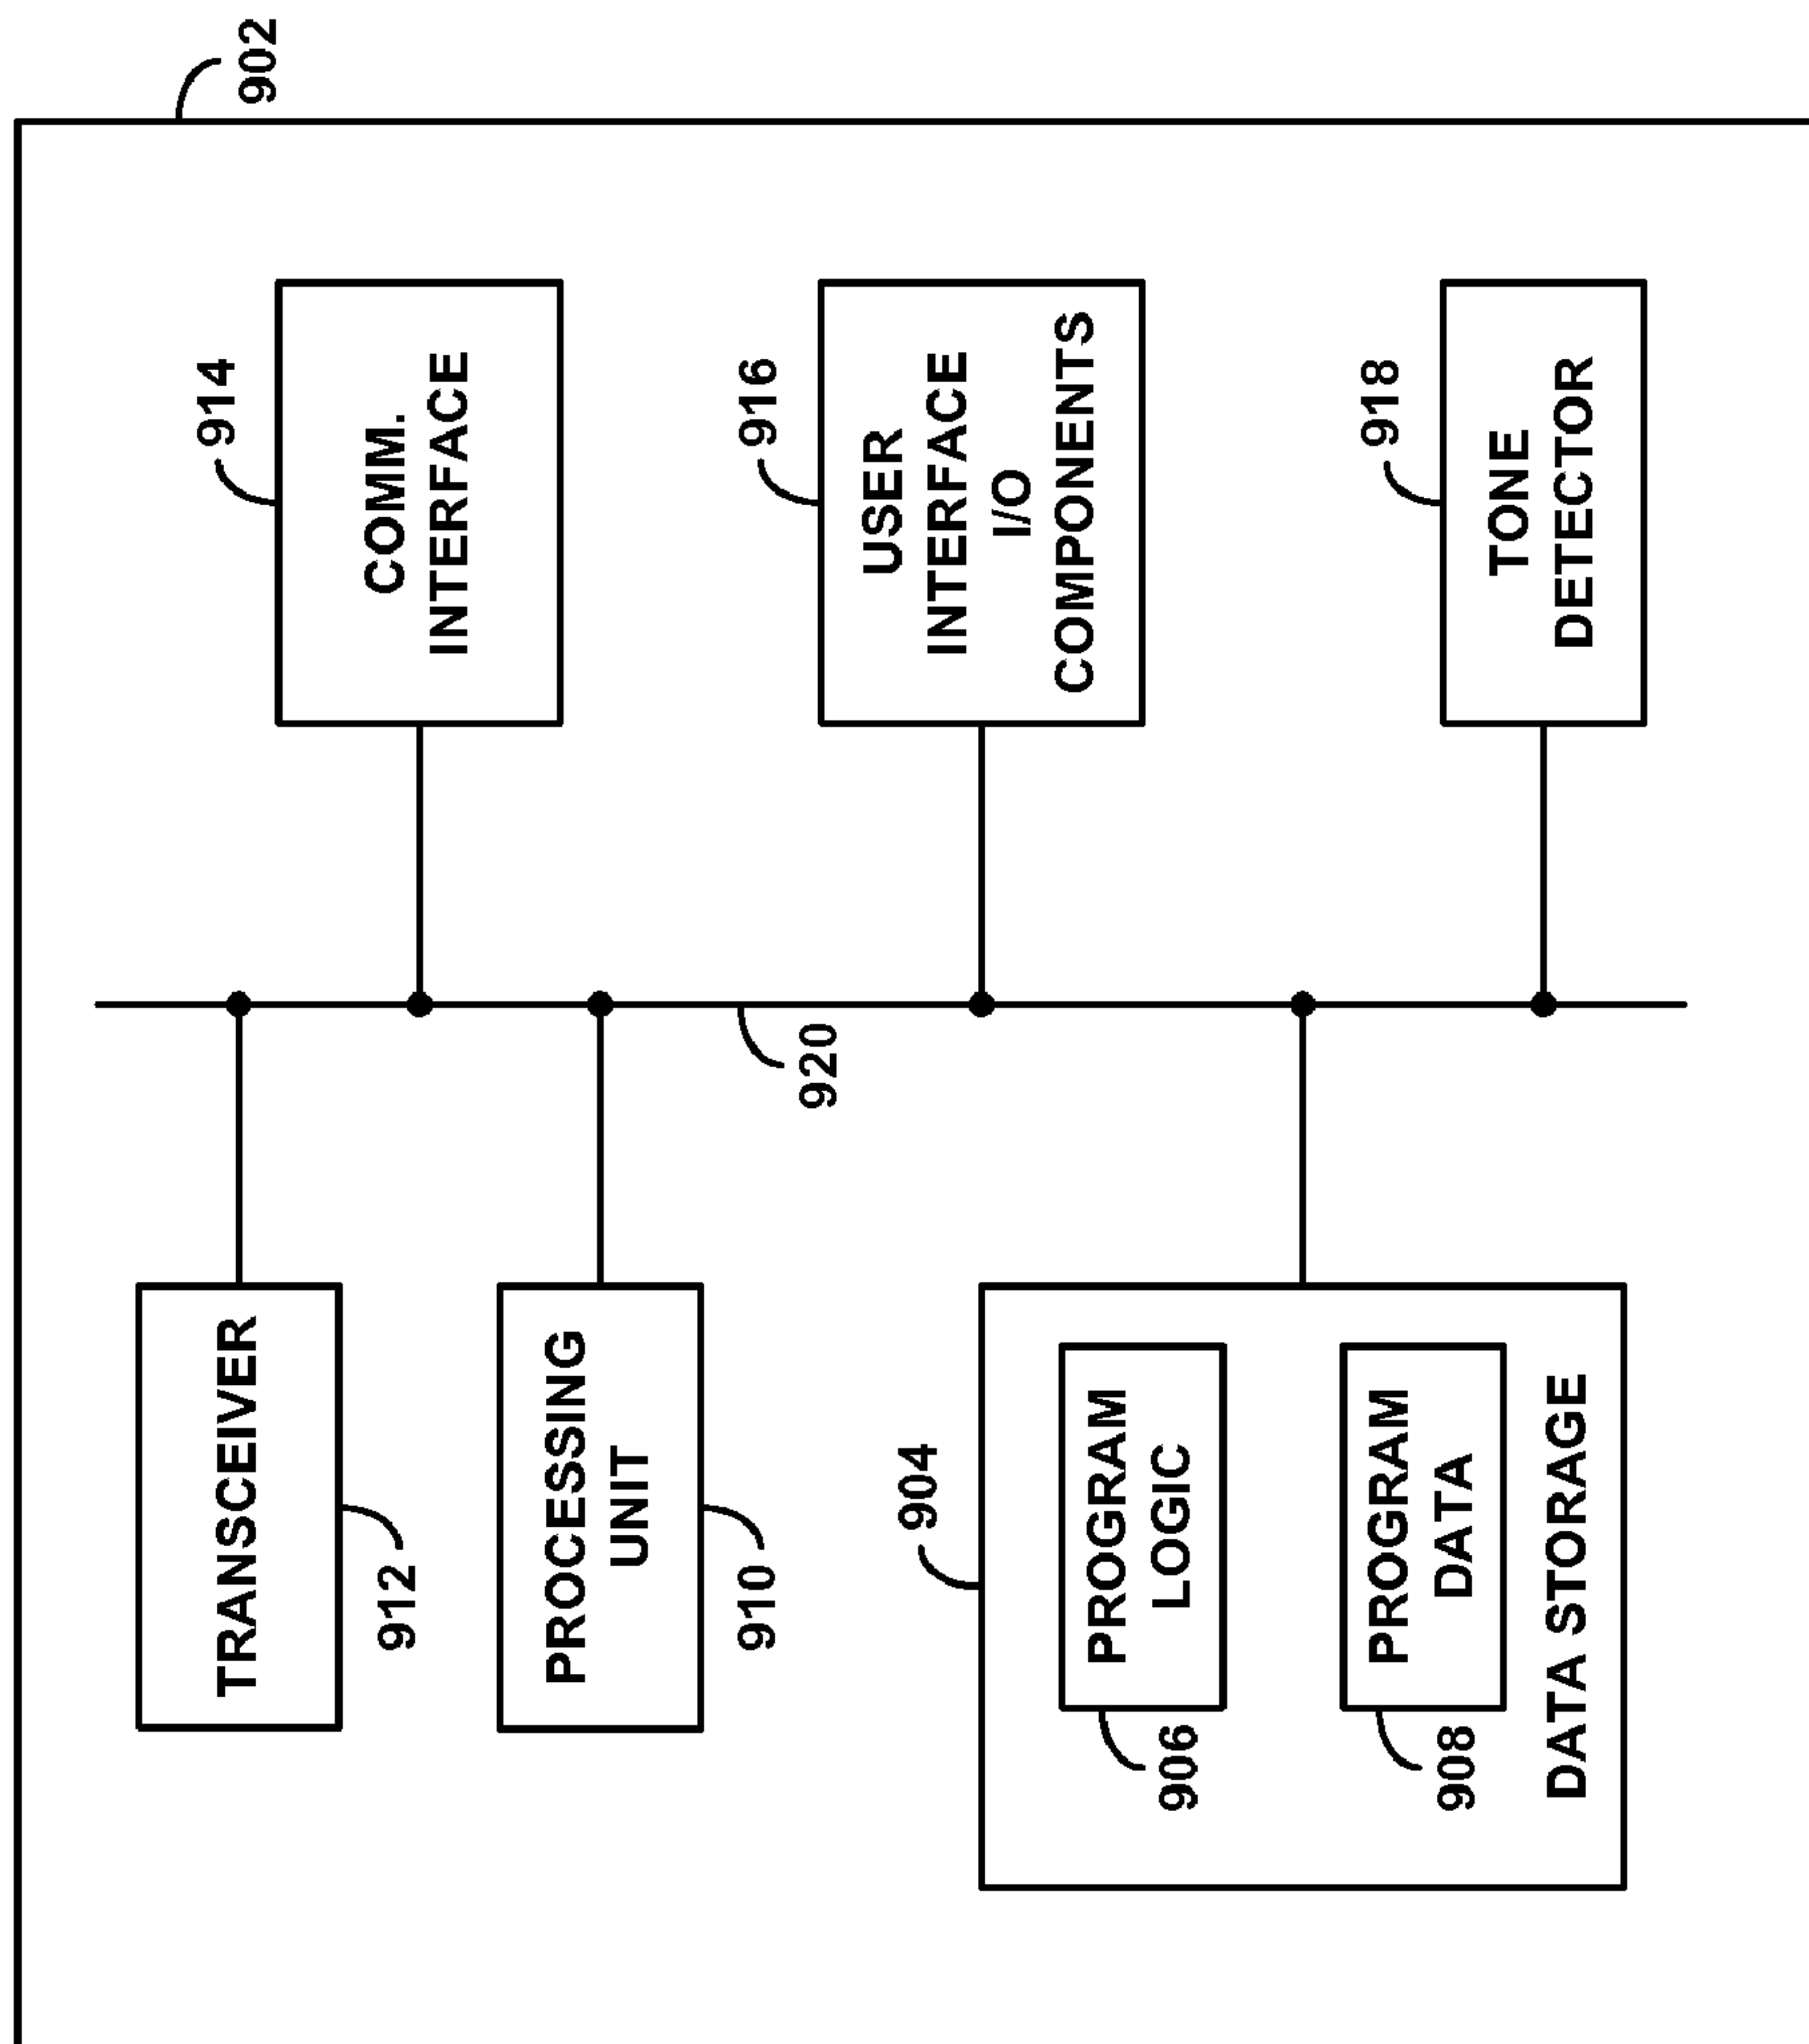 902
TRANSCEIVER
912
914
COMM.
INTERFACE
PROCESSING
UNIT
910
920
916
USER
INTERFACE
I/O
COMPONENTS
904
PROGRAM
LOGIC
906
PROGRAM
DATA
908
DATA STORAGE
918
TONE
DETECTOR